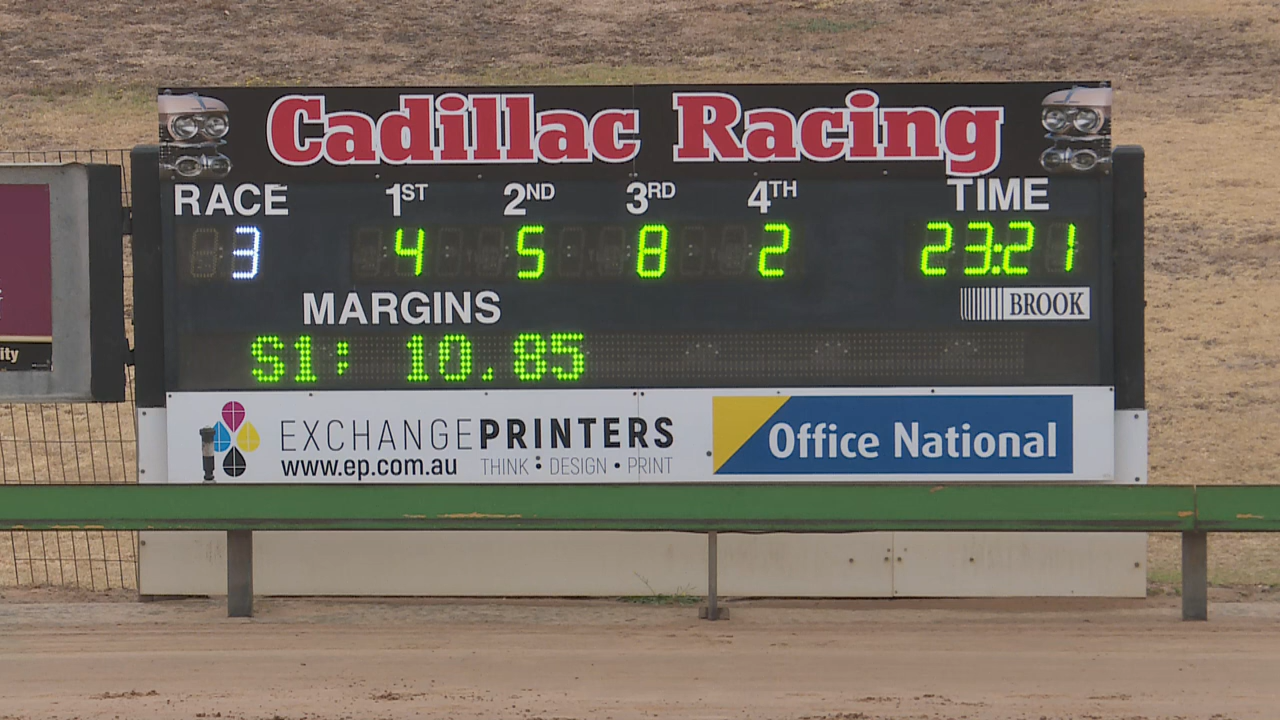 Cadillac Racing
RACE 1ST 2ND 3RD 4TH TIME
3 4 5 8 2 23:21
MARGINS
BROOK
S1: 10.85
EXCHANGEPRINTERS
www.ep.com.au THINK : DESIGN • PRINT
Office National
ity